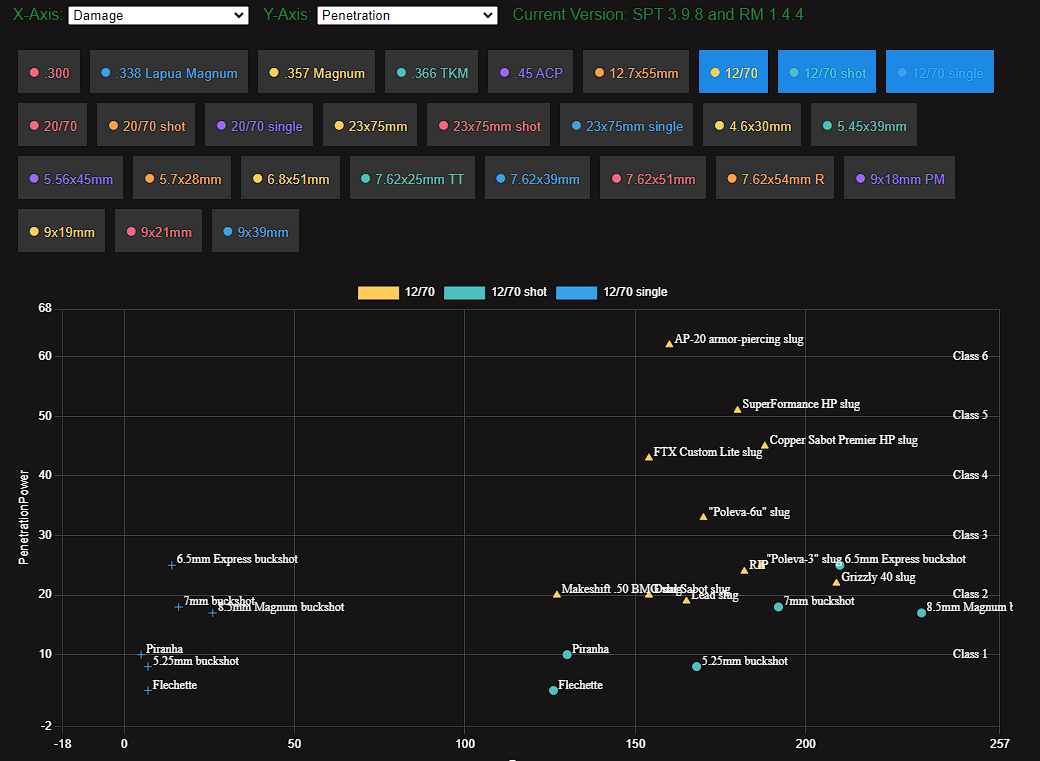 X-Axis: Damage Y-Axis: Penetration Current Version: SPT 3.9.8 and RM 1.4.4
.300 .338 Lapua Magnum .357 Magnum .366 TKM .45 ACP 12.7x55mm 12/70 12/70 shot 12/70 single
20/70 20/70 shot 20/70 single 23x75mm 23x75mm shot 23x75mm single 4.6x30mm 5.45x39mm
5.56x45mm 5.7x28mm 6.8x51mm 7.62x25mm TT 7.62x39mm 7.62x51mm 7.62x54mm R 9x18mm PM
9x19mm 9x21mm 9x39mm
12/70 12/70 shot 12/70 single
68
AP-20 armor-piercing slug
60 Class 6
SuperFormance HP slug
50 Class 5
Copper Sabot Premier HP slug
FTX Custom Lite slug
40 Class 4
PenetrationPower
"Poleva-6u" slug
30 Class 3
6.5mm Express buckshot "Poleva-3" slug 6.5mm Express buckshot
RIP
Grizzly 40 slug
20 Makeshift .50 BMG slug Dual Sabot slug Class 2
Lead slug
7mm buckshot 7mm buckshot
8.5mm Magnum buckshot 8.5mm Magnum b
10 Piranha Piranha Class 1
5.25mm buckshot 5.25mm buckshot
Flechette Flechette
-2
-18 0 50 100 150 200 257